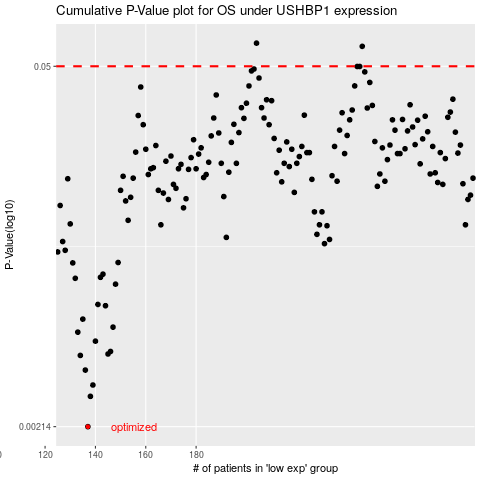 Cumulative P-Value plot for OS under USHBP1 expression
0.05
P-Value(log10)
0.00214
optimized
0 120 140 160 180
# of patients in 'low exp' group